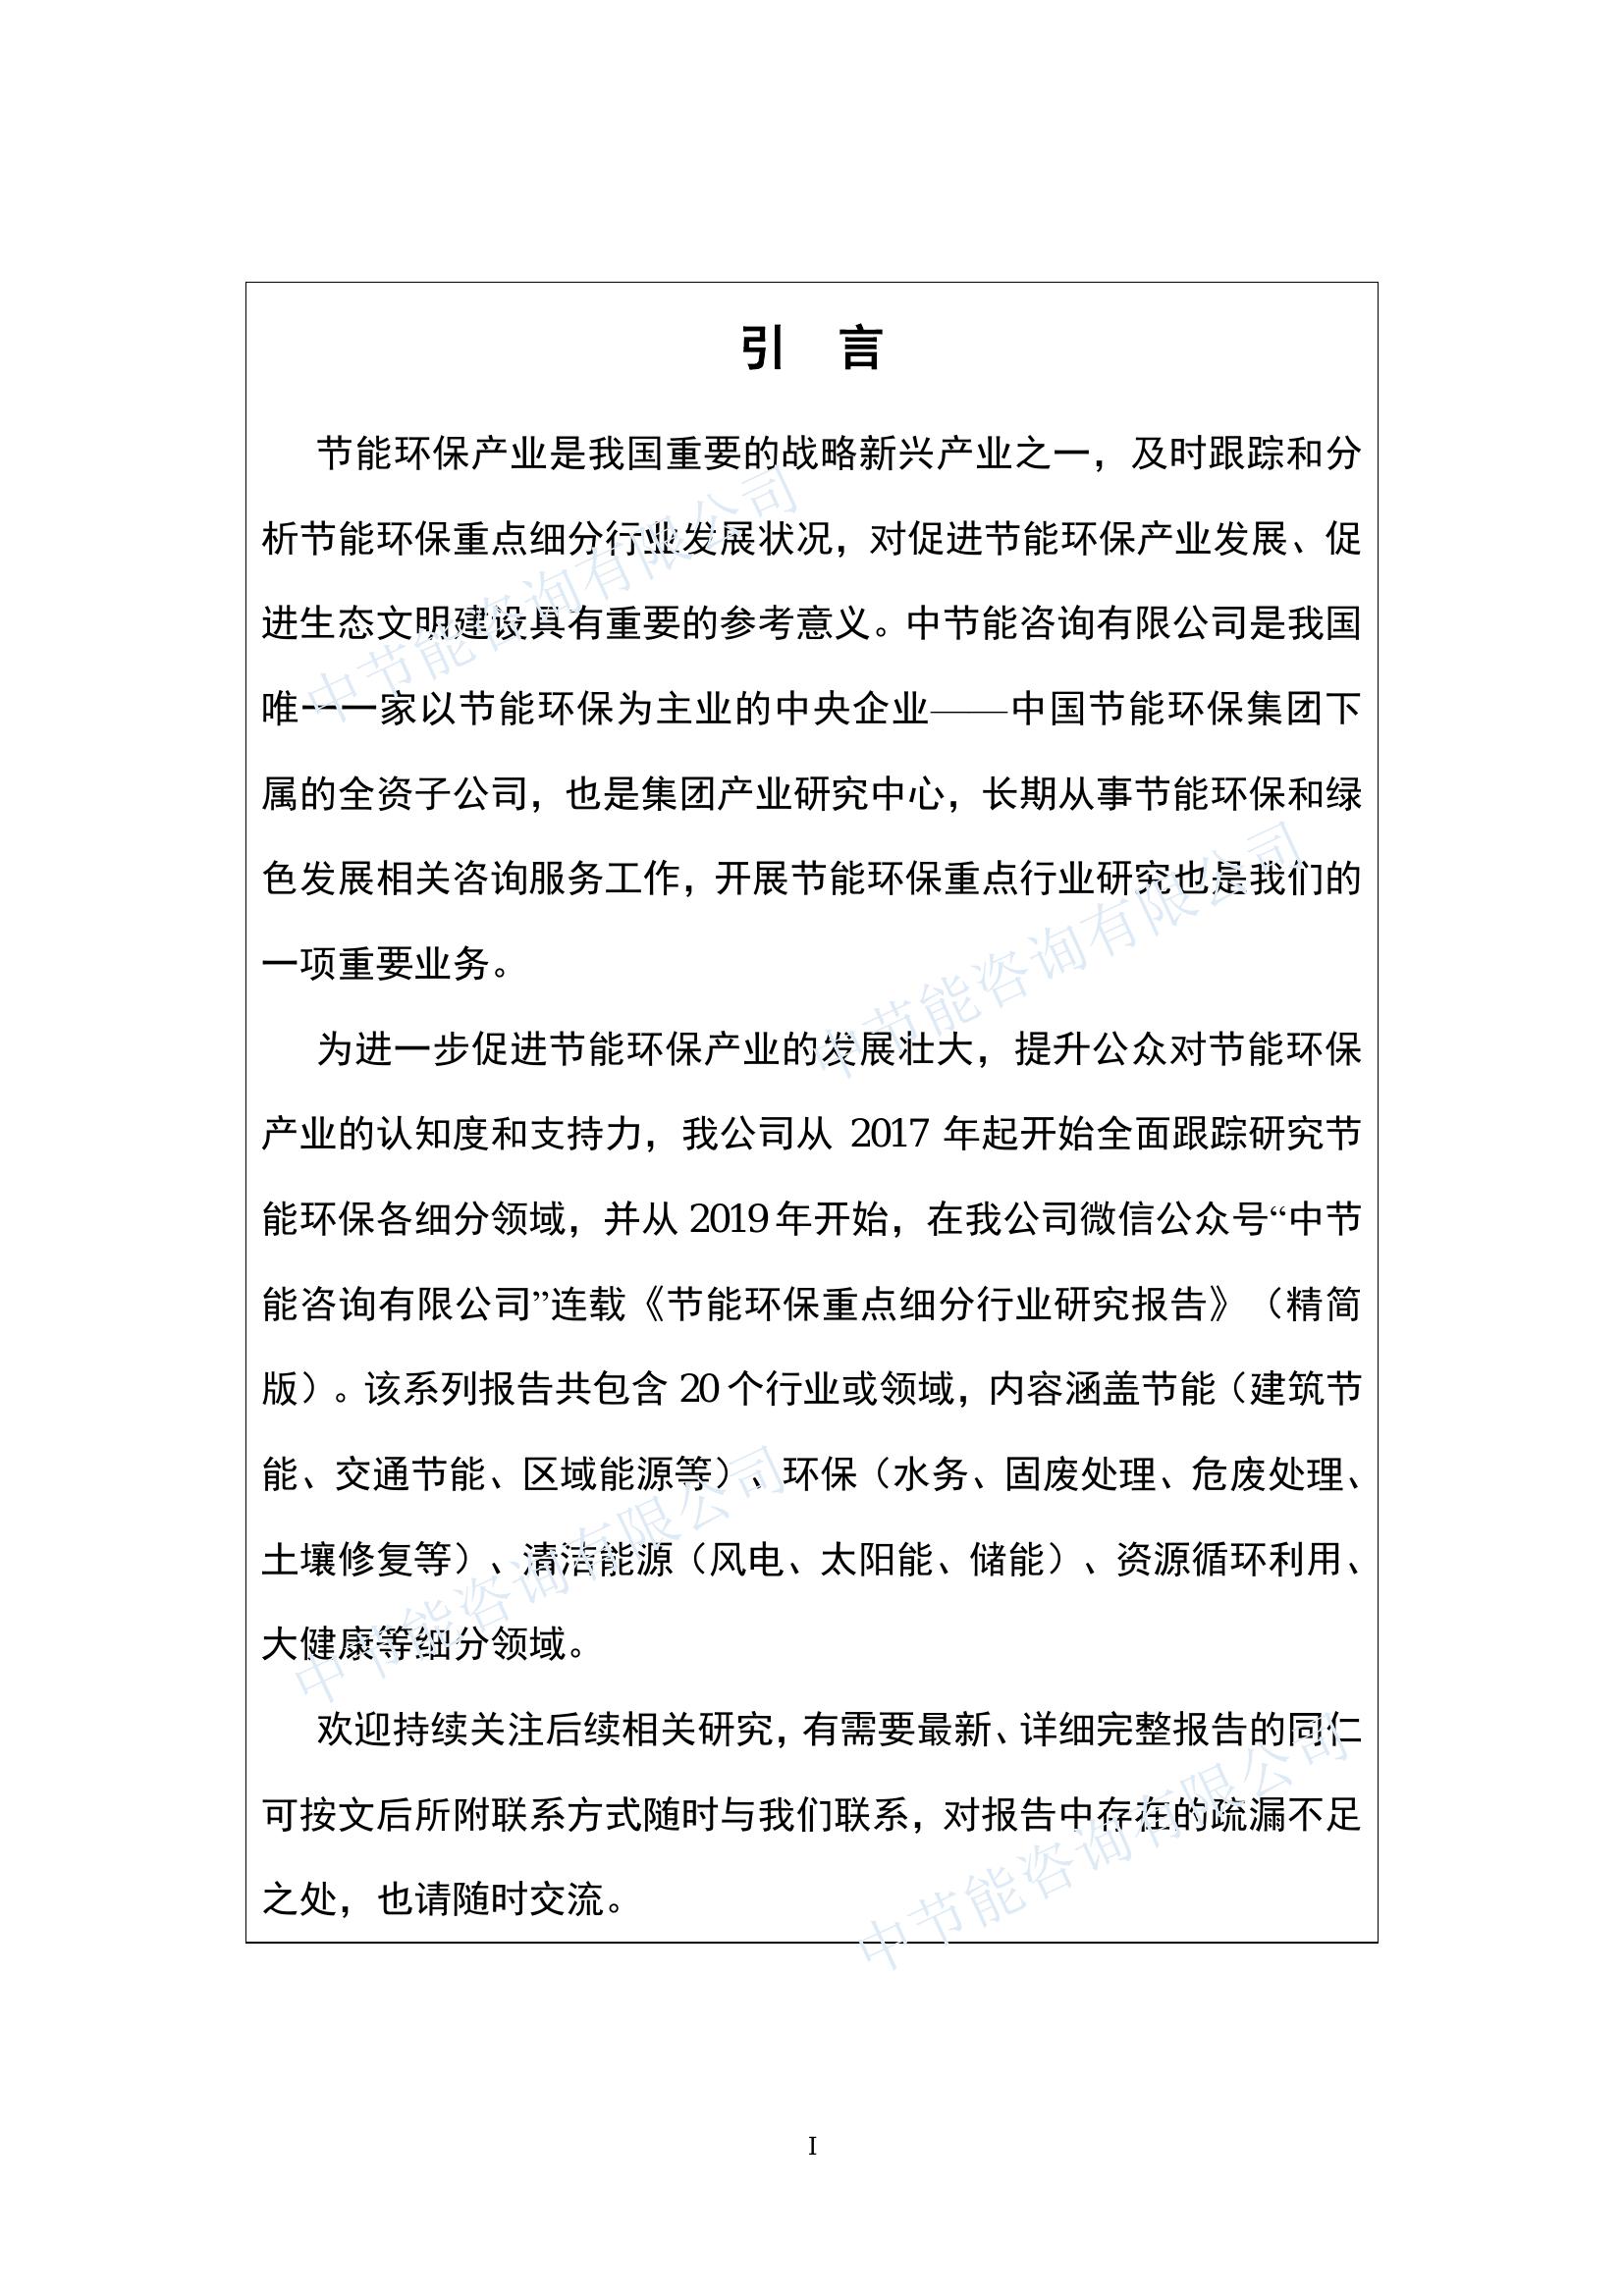 引 言
节能环保产业是我国重要的战略新兴产业之一，及时跟踪和分
析节能环保重点细分行业发展状况，对促进节能环保产业发展、促
进生态文明建设具有重要的参考意义。中节能咨询有限公司是我国
唯一一家以节能环保为主业的中央企业——中国节能环保集团下
属的全资子公司，也是集团产业研究中心，长期从事节能环保和绿
色发展相关咨询服务工作，开展节能环保重点行业研究也是我们的
一项重要业务。
为进一步促进节能环保产业的发展壮大，提升公众对节能环保
产业的认知度和支持力，我公司从 2017 年起开始全面跟踪研究节
能环保各细分领域，并从 2019 年开始，在我公司微信公众号“中节
能咨询有限公司”连载《节能环保重点细分行业研究报告》（精简
版）。该系列报告共包含 20 个行业或领域，内容涵盖节能（建筑节
能、交通节能、区域能源等）、环保（水务、固废处理、危废处理、
土壤修复等）、清洁能源（风电、太阳能、储能）、资源循环利用、
大健康等细分领域。
欢迎持续关注后续相关研究，有需要最新、详细完整报告的同仁
可按文后所附联系方式随时与我们联系，对报告中存在的疏漏不足
之处，也请随时交流。
中节能咨询有限公司
中节能咨询有限公司
中节能咨询有限公司
中节能咨询有限公司
I